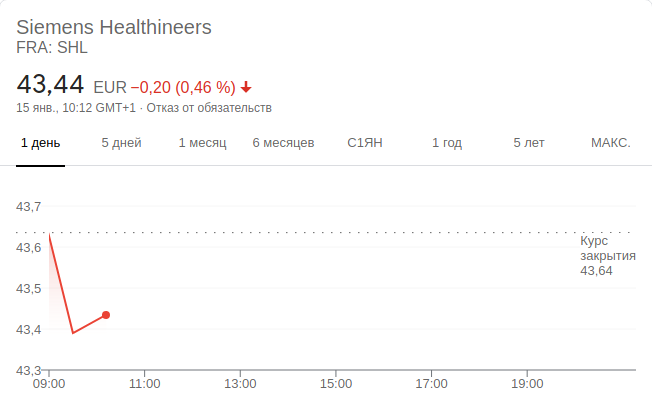 Siemens Healthineers
FRA: SHL
43,44 EUR −0,20 (0,46 %)
15 янв., 10:12 GMT+1 · Отказ от обязательств
1 день 5 дней 1 месяц 6 месяцев С1ЯН 1 год 5 лет МАКС.
43,7
43,6
43,5
43,4
43,3
Курс
закрытия
43,64
09:00 11:00 13:00 15:00 17:00 19:00